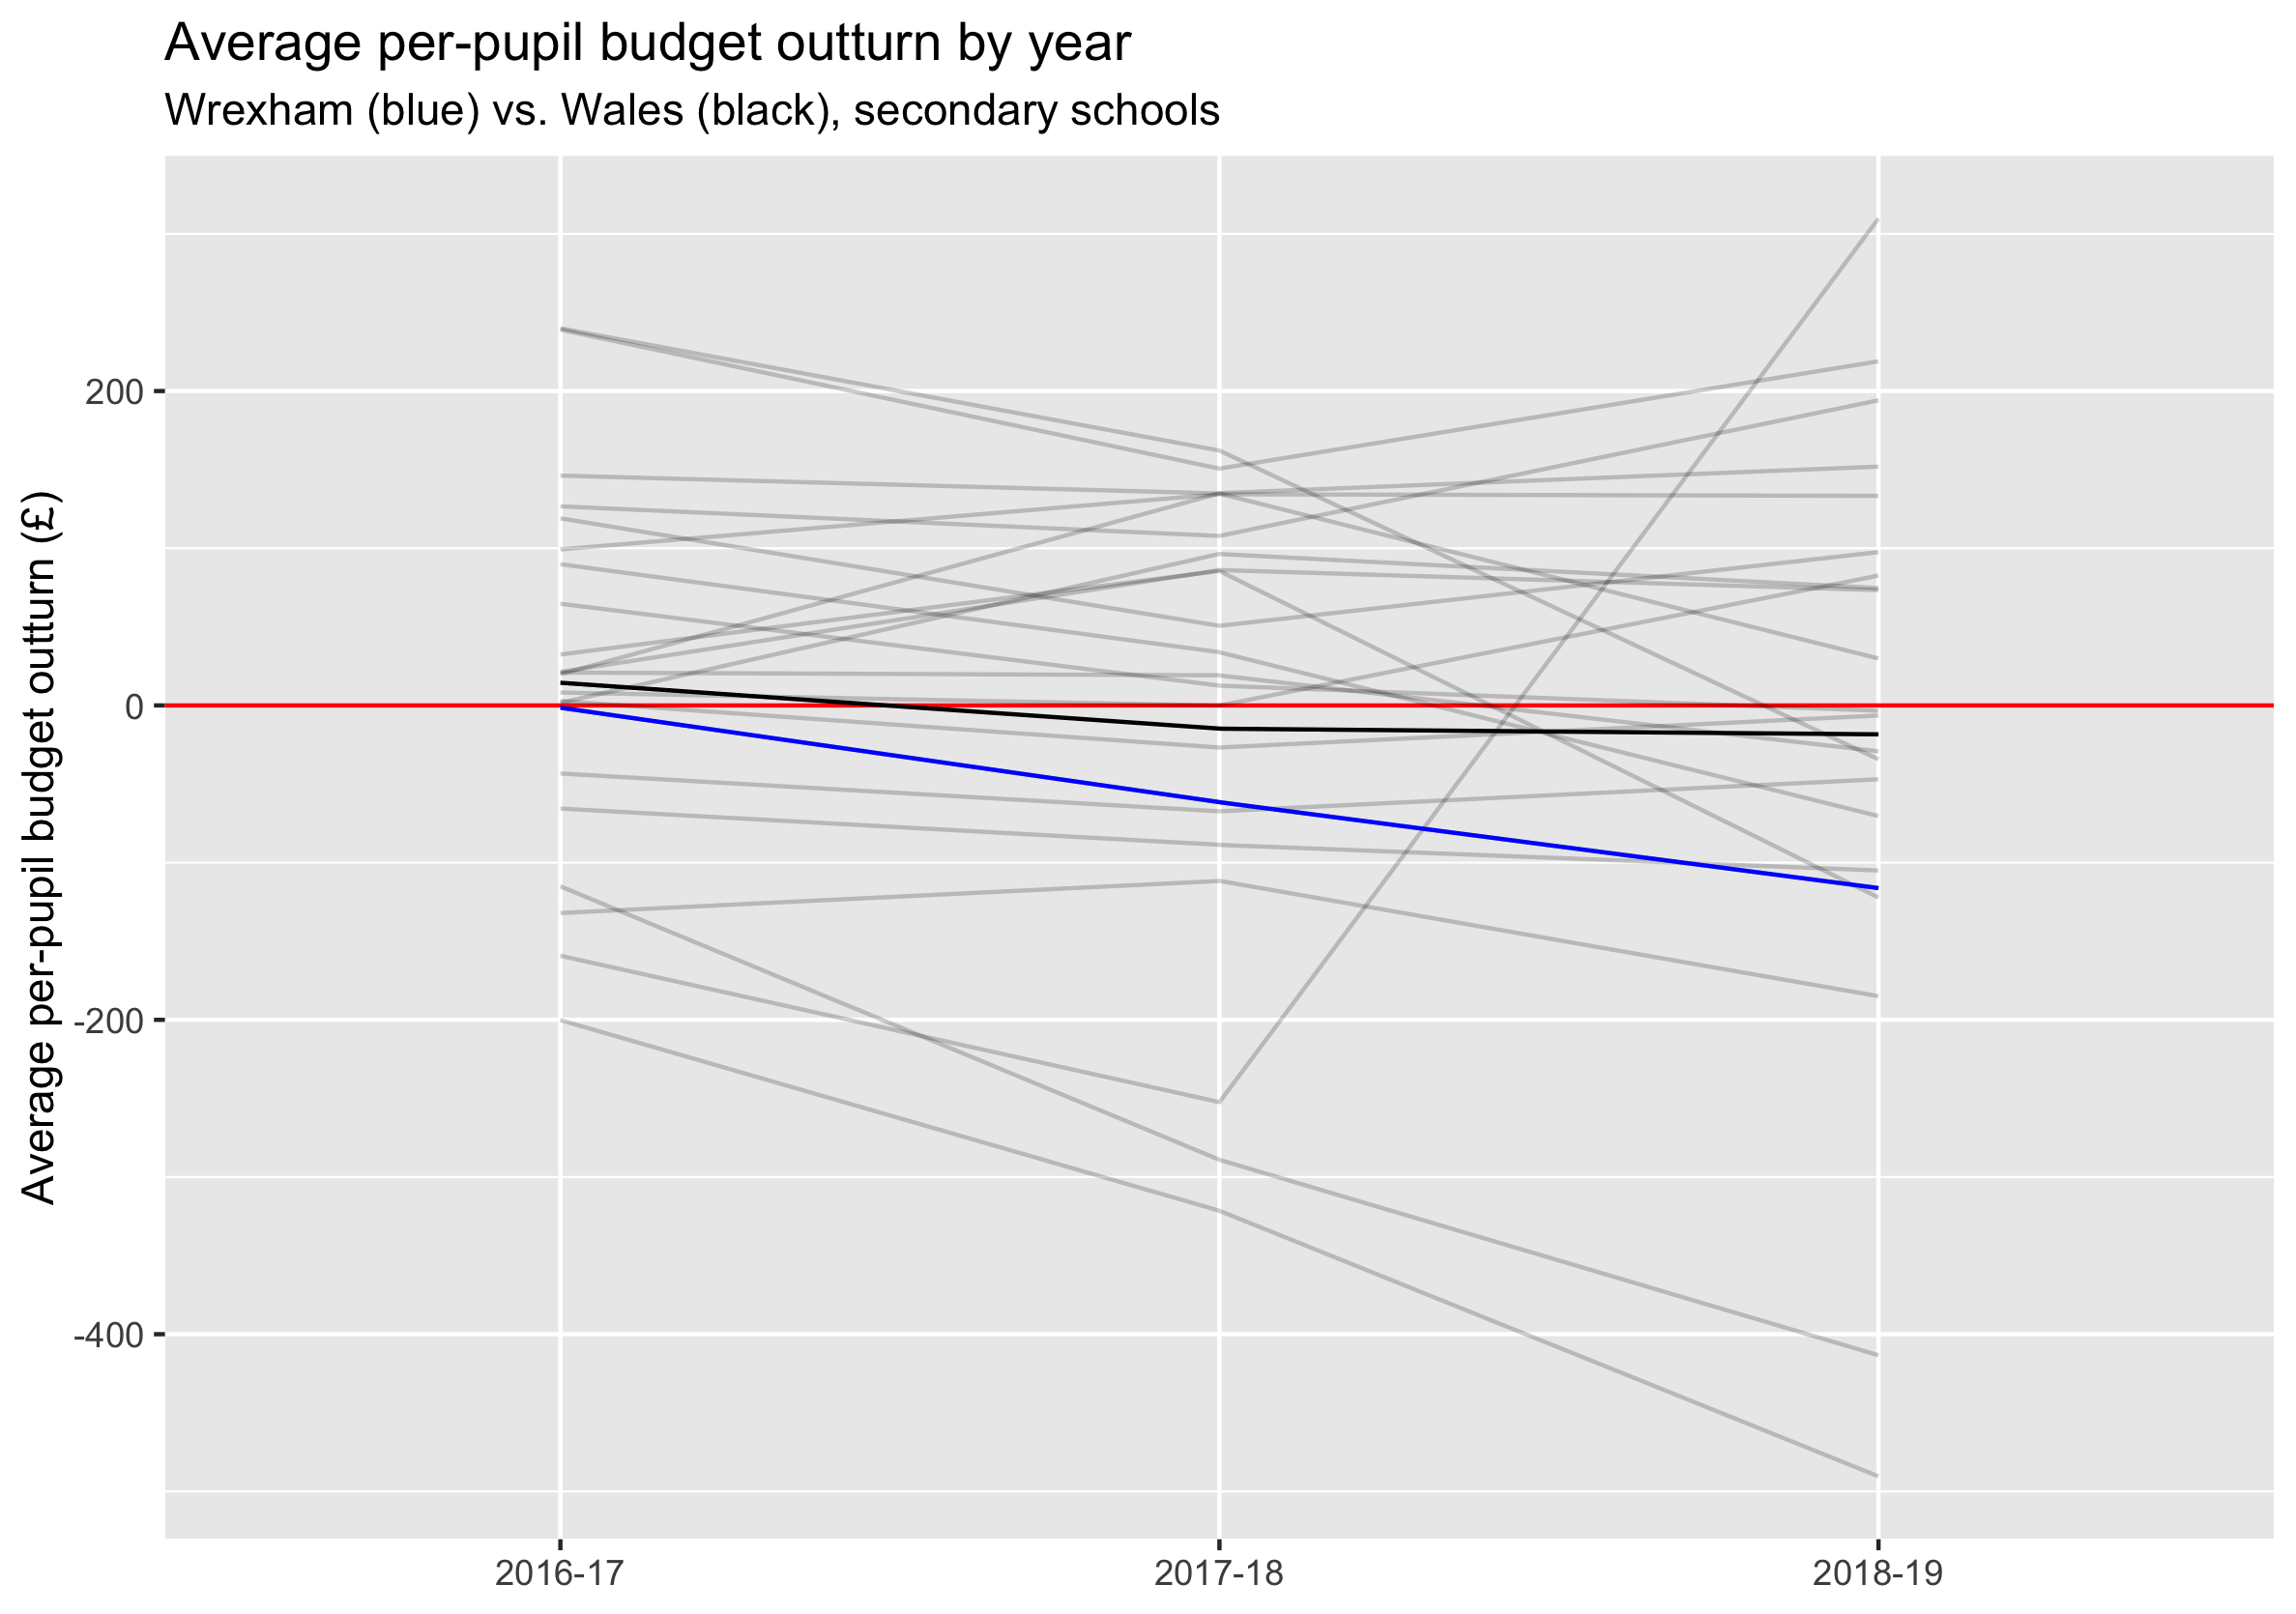 Average per-pupil budget outturn by year
Wrexham (blue) vs. Wales (black), secondary schools
Average per-pupil budget outturn (£)
200
0
-200
-400
2016-17
2017-18
2018-19